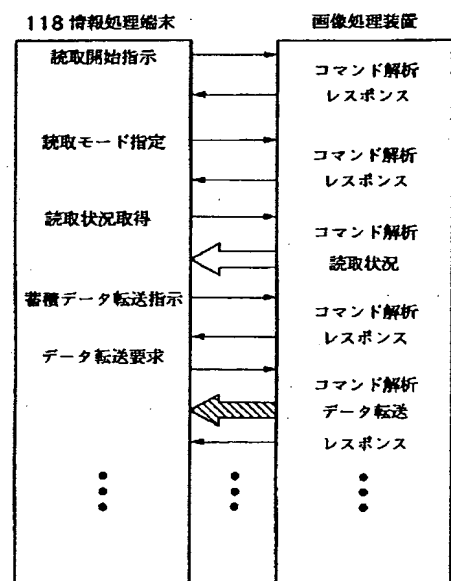 118 情報処理端末
画像処理装置
読取開始指示
コマンド解析
レスポンス
読取モード指定
コマンド解析
レスポンス
読取状況取得
コマンド解析
読取状況
蓄積データ転送指示
コマンド解析
レスポンス
データ転送要求
コマンド解析
データ転送
レスポンス